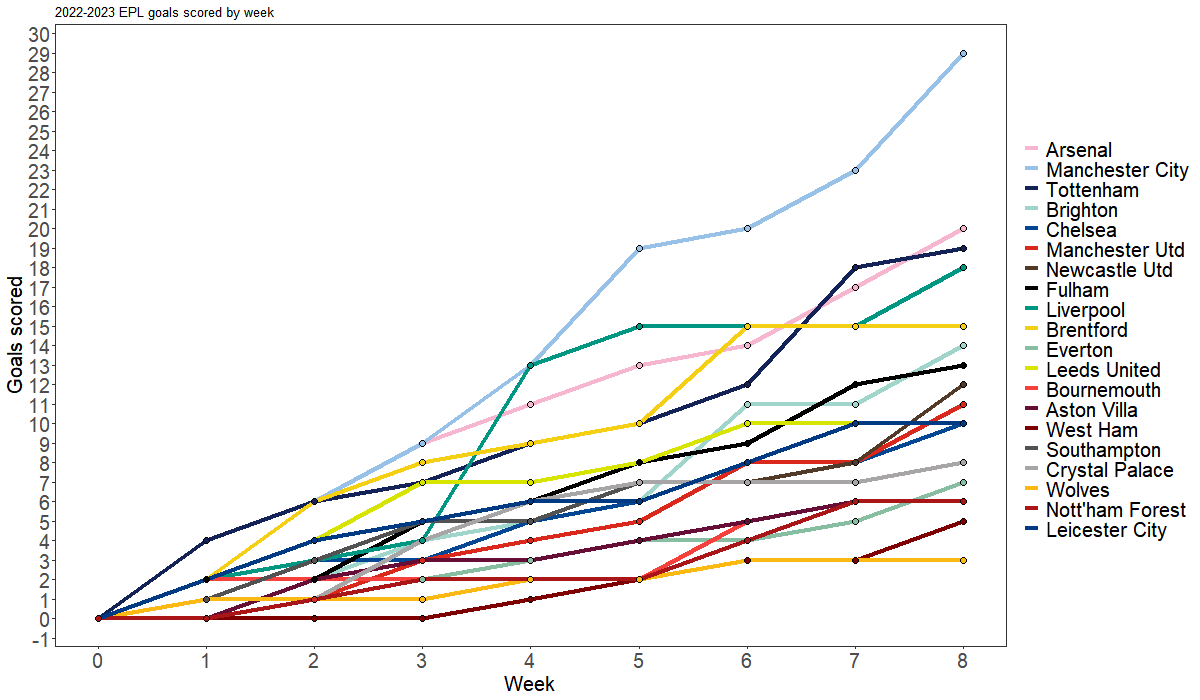 2022-2023 EPL goals scored by week
30
29
28
27
26
25
24
23
22
21
20
19
18
17
16
15
14
13
12
11
10
9
8
7
6
5
4
3
2
1
0
-1
Goals scored
0 1 2 3 4 5 6 7 8
Week
Arsenal
Manchester City
Tottenham
Brighton
Chelsea
Manchester Utd
Newcastle Utd
Fulham
Liverpool
Brentford
Everton
Leeds United
Bournemouth
Aston Villa
West Ham
Southampton
Crystal Palace
Wolves
Nott'ham Forest
Leicester City